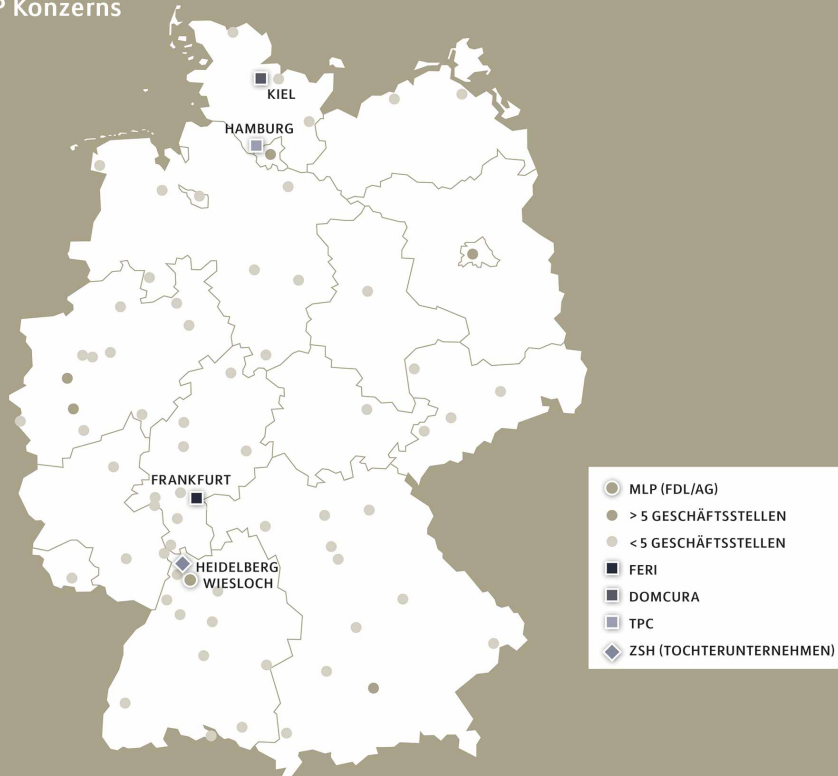 Konzerns
KIEL
HAMBURG
FRANKFURT
HEIDELBERG
WIESLOCH
MLP (FDL/AG)
> 5 GESCHÄFTSSTELLEN
< 5 GESCHÄFTSSTELLEN
FERI
DOMCURA
TPC
ZSH (TOCHTERUNTERNEHMEN)